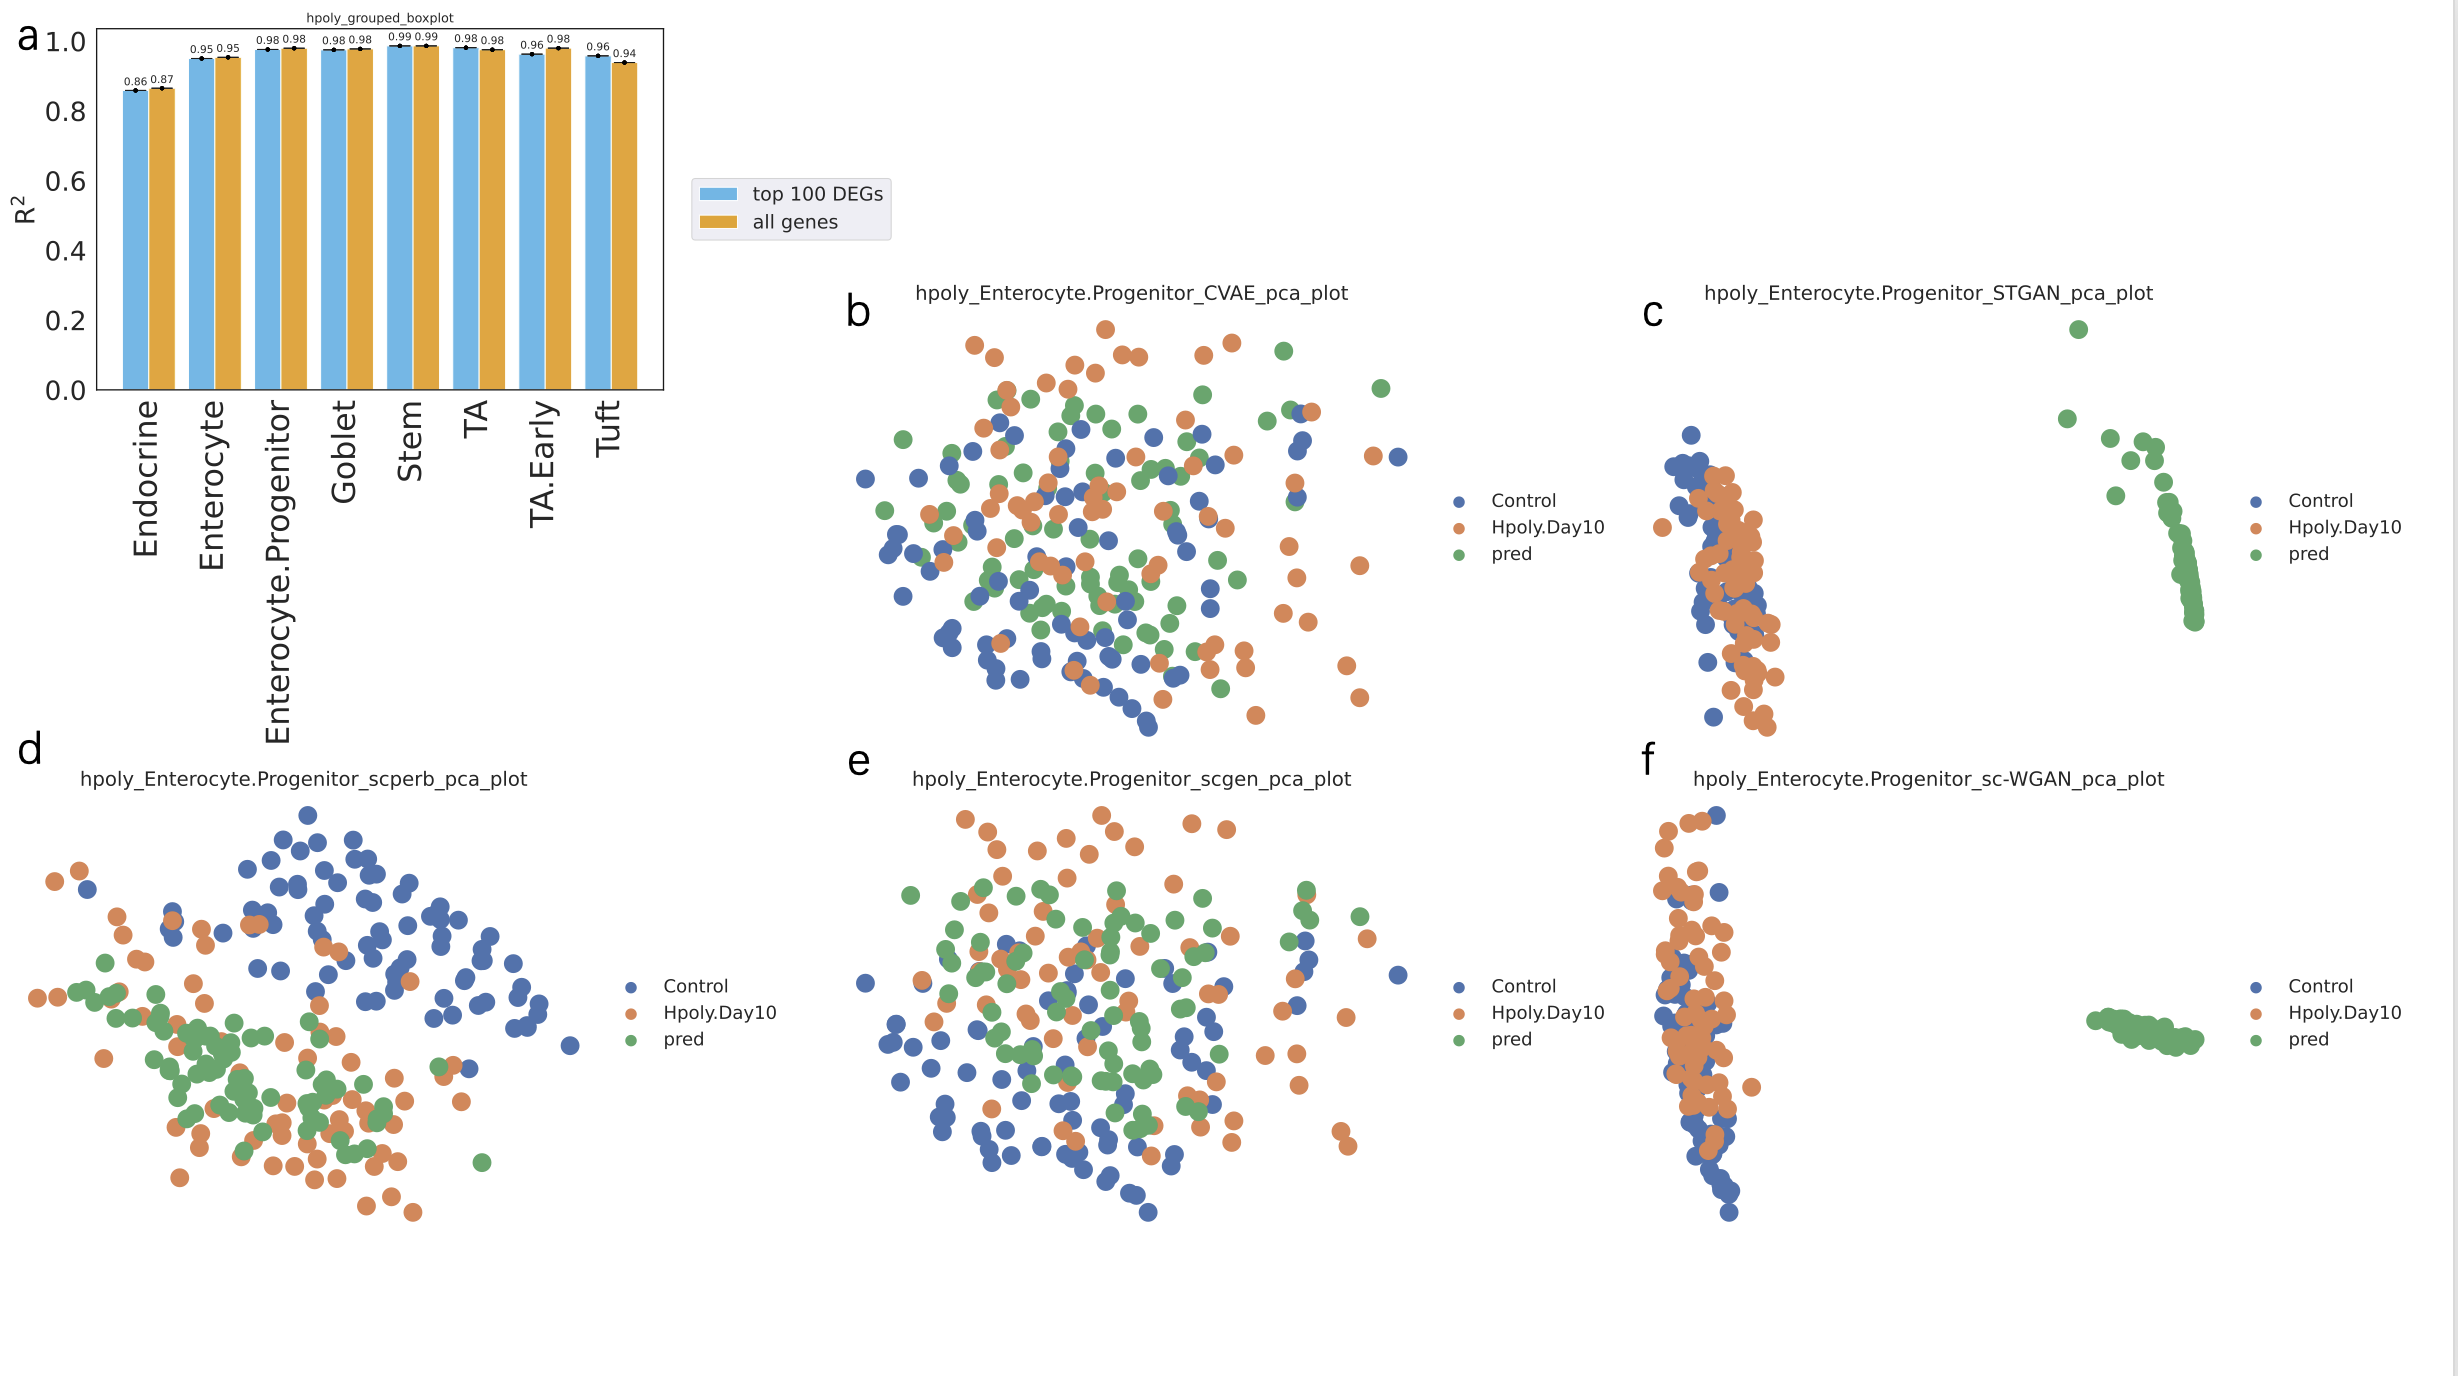 a
hpoly_grouped_boxplot
1.0
0.8
0.6
0.4
0.2
0.0
R2
0.86 0.87
0.95 0.95
0.98 0.98
0.98 0.98
0.99 0.99
0.98 0.98
0.96 0.98
0.96 0.94
Endocrine
Enterocyte
Enterocyte.Progenitor
Goblet
Stem
TA
TA.Early
Tuft
top 100 DEGs
all genes
b
hpoly_Enterocyte.Progenitor_CVAE_pca_plot
Control
Hpoly.Day10
pred
c
hpoly_Enterocyte.Progenitor_STGAN_pca_plot
Control
Hpoly.Day10
pred
d
hpoly_Enterocyte.Progenitor_scperb_pca_plot
Control
Hpoly.Day10
pred
e
hpoly_Enterocyte.Progenitor_scgen_pca_plot
Control
Hpoly.Day10
pred
f
hpoly_Enterocyte.Progenitor_sc-WGAN_pca_plot
Control
Hpoly.Day10
pred